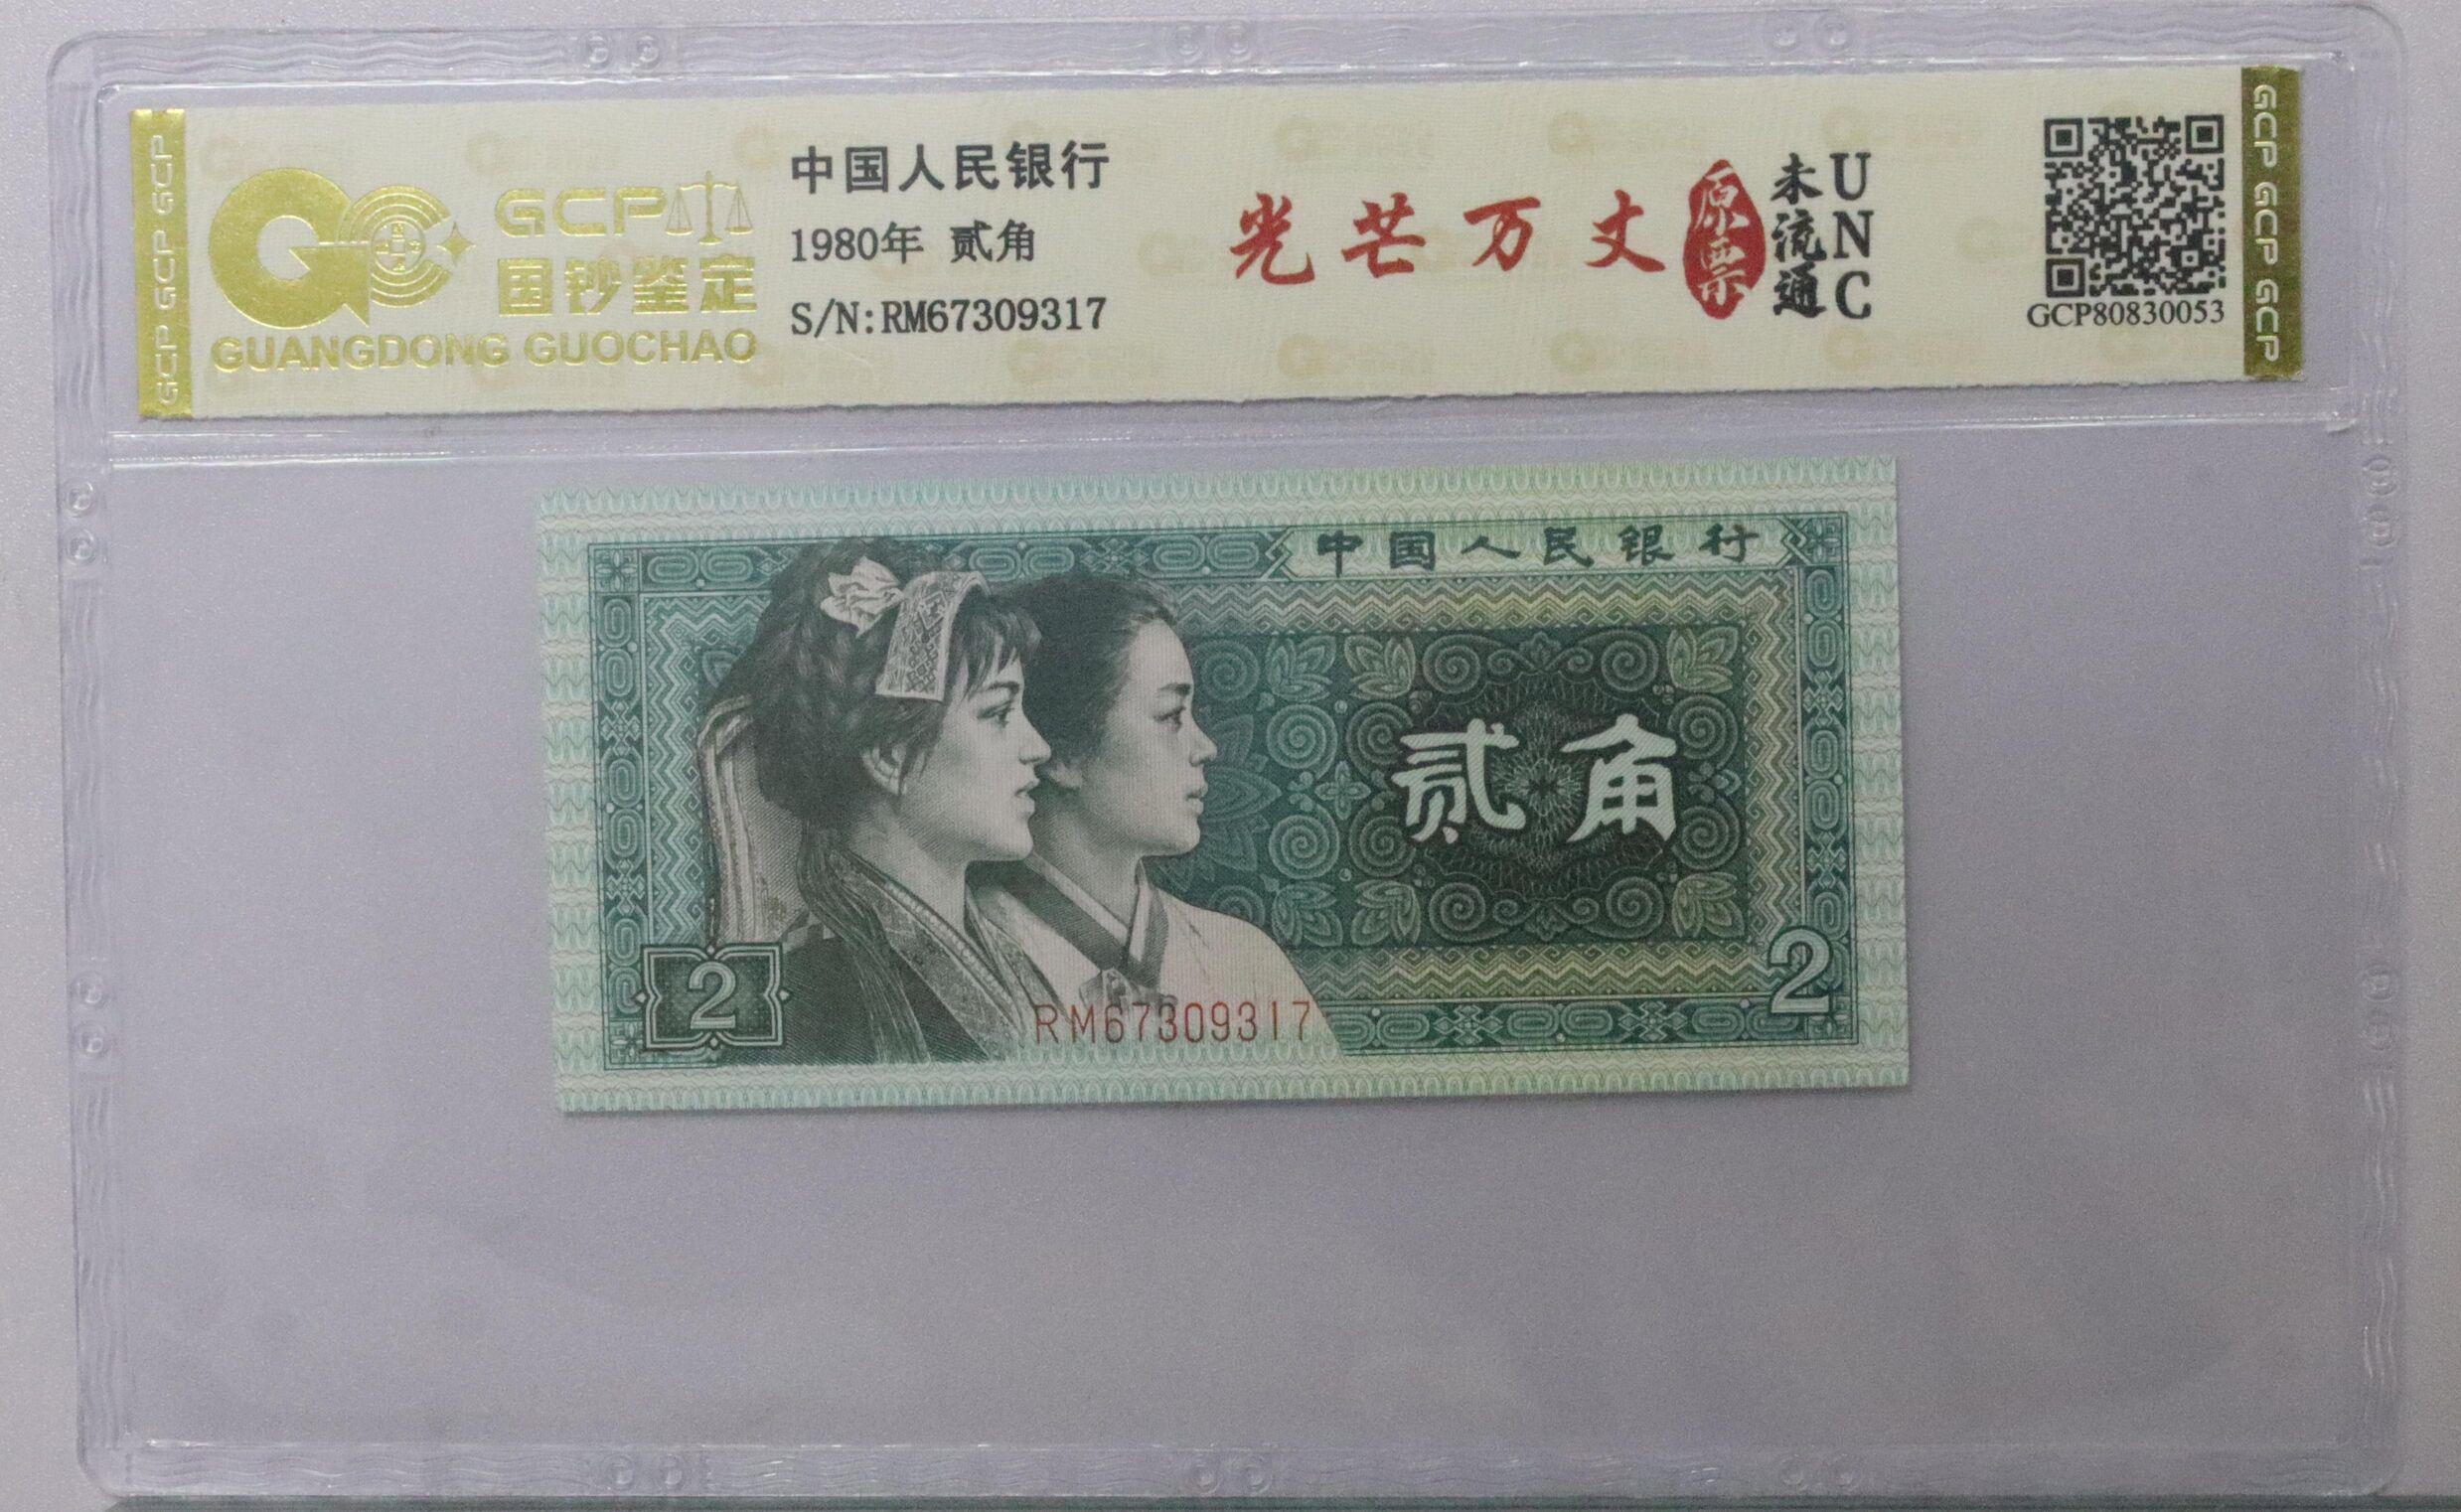 GCP GCP GCP
GCP
国钞鉴定
GUANGDONG GUOCHAO
中国人民银行
1980年 贰角
S/N:RM67309317
光芒万丈
原票
未流通
UNC
GCP80830053
GCP GCP GCP
中国人民银行
贰角
2
2
RM67309317